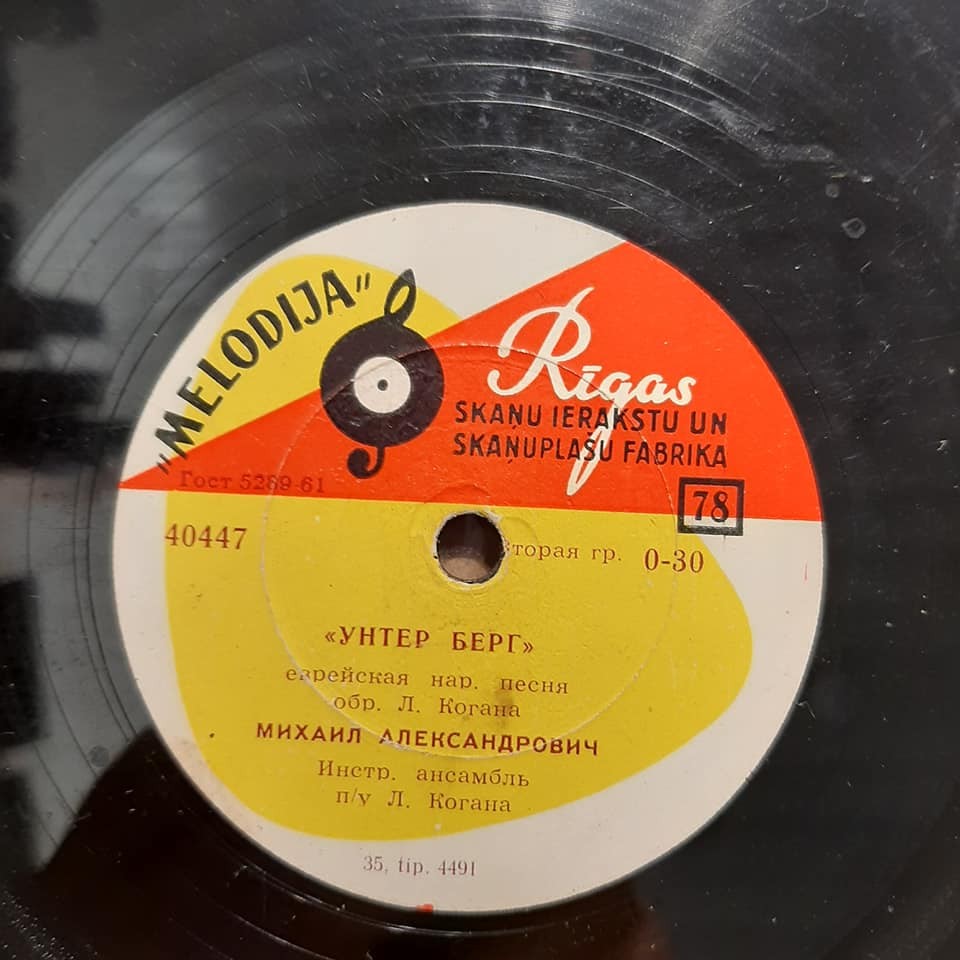 „MELODIJA”
Rīgas
SKAŅU IERAKSTU UN
SKAŅUPLAŠU FABRIKA
Гост 5289-61
78
40447
Вторая гр. 0-30
«УНТЕР БЕРГ»
еврейская нар. песня
обр. Л. Когана
МИХАИЛ АЛЕКСАНДРОВИЧ
Инстр. ансамбль
п/у Л. Когана
35, tip. 4491